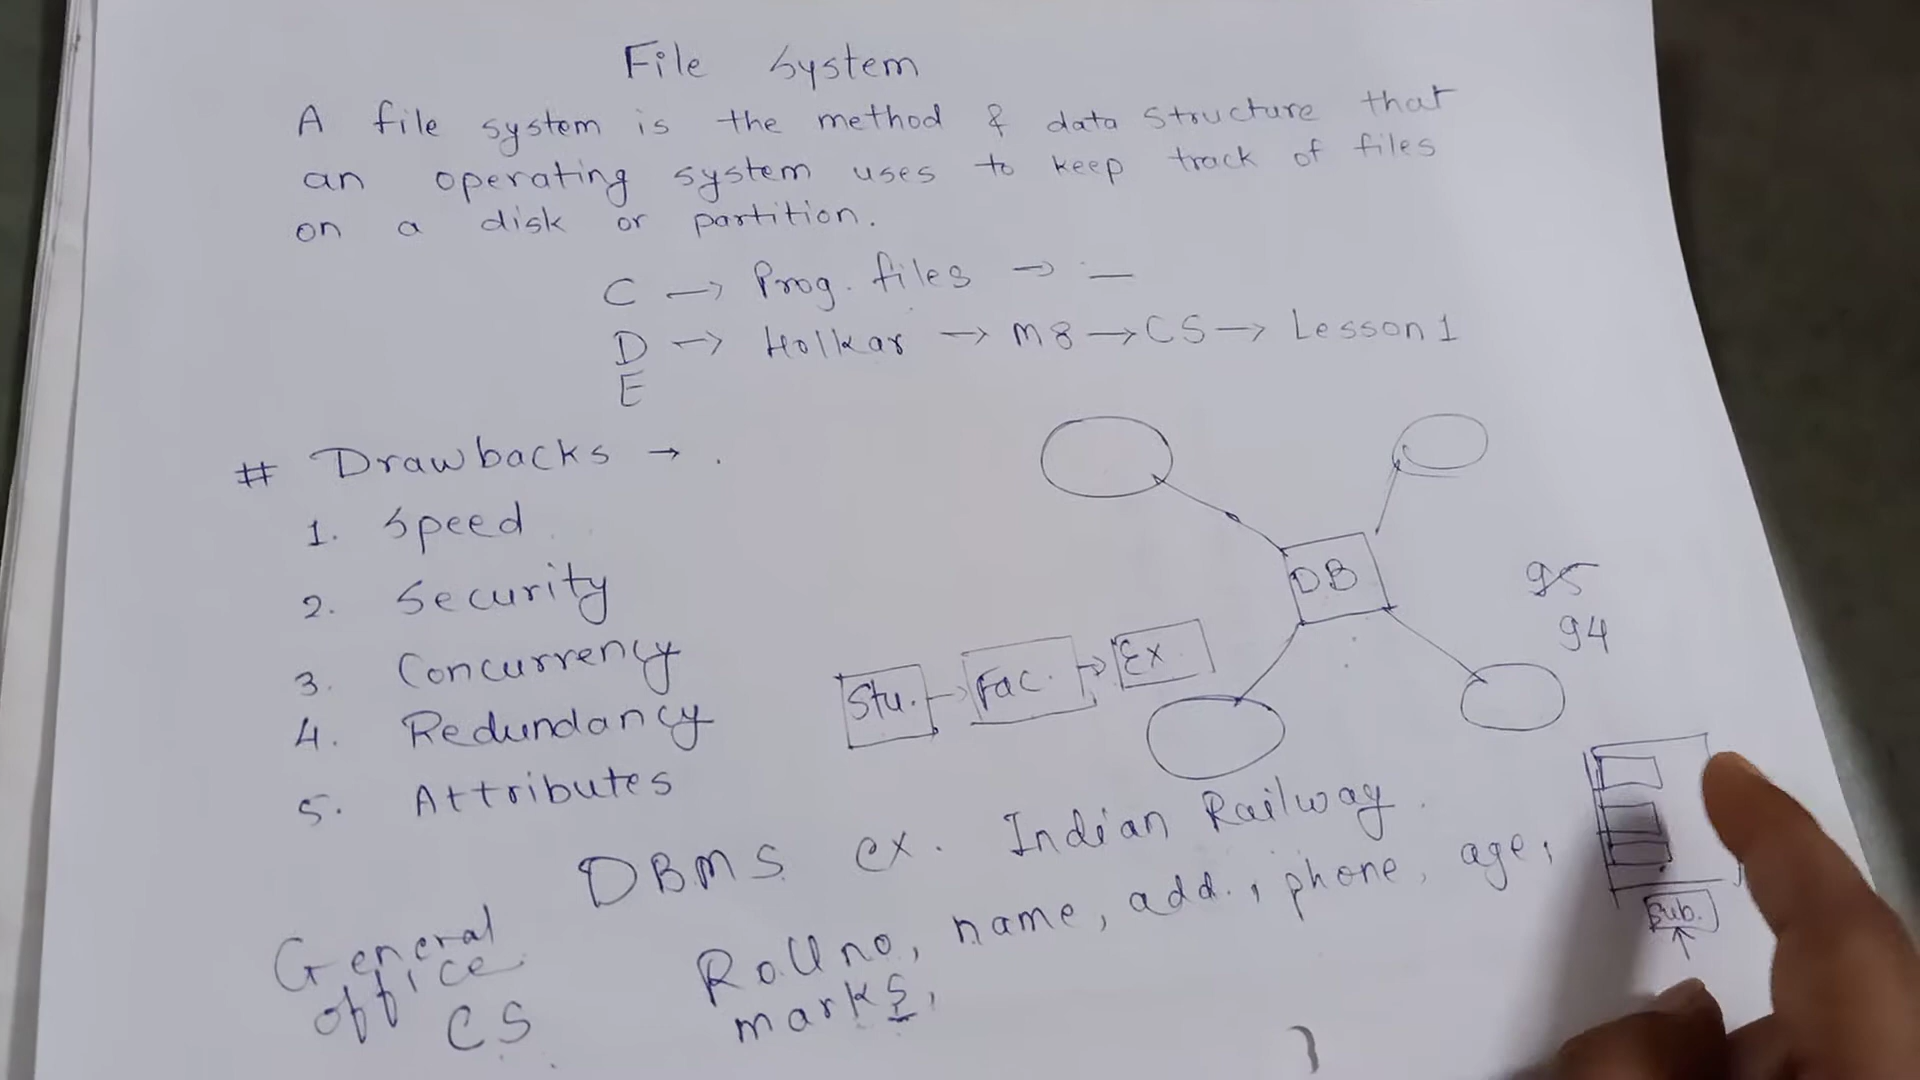 File System
A file system is the method & data structure that
an operating system uses to keep track of files
on a disk or partition.
C → Prog. files → —
D → Holkar → M8 → CS → Lesson 1
E
# Drawbacks → .
1. Speed
2. Security
3. Concurrency
4. Redundancy
5. Attributes
DB
95
94
Stu. → Fac. → Ex
DBMS ex. Indian Railway.
Roll no, name, add., phone, age,
marks,
Sub.
General
office
CS